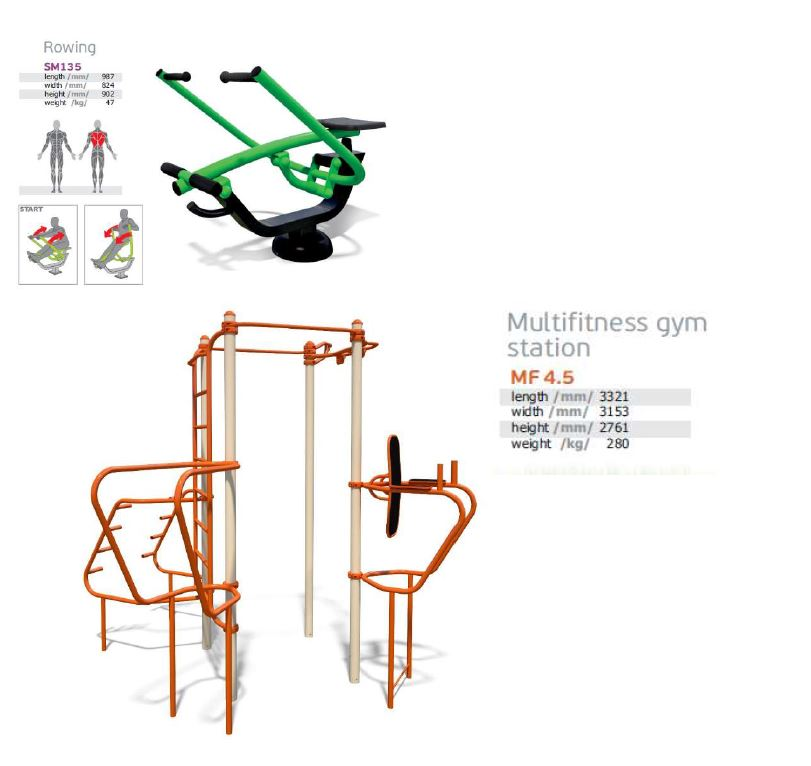 Rowing
SM135
length /mm/ 987
width /mm/ 824
height /mm/ 902
weight /kg/ 47
START
Multifitness gym
station
MF 4.5
length /mm/ 3321
width /mm/ 3153
height /mm/ 2761
weight /kg/ 280